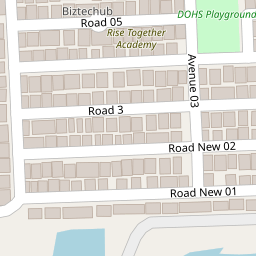 Biztechub
DOHS Playground
Road 05
Rise Together
Academy
Avenue 03
Road 3
Road New 02
Road New 01